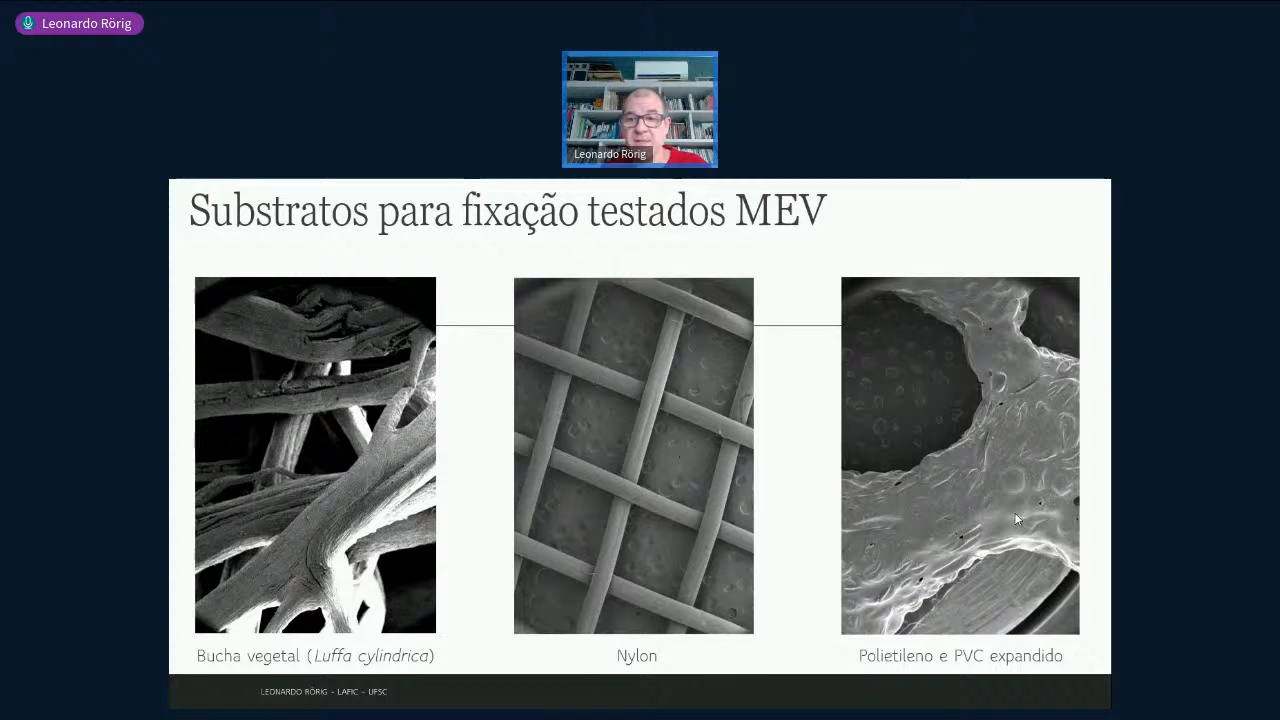 Leonardo Rörig
Leonardo Rörig
Substratos para fixação testados MEV
Bucha vegetal (Luffa cylindrica)
Nylon
Polietileno e PVC expandido
LEONARDO RÖRIG – LAFIC – UFSC